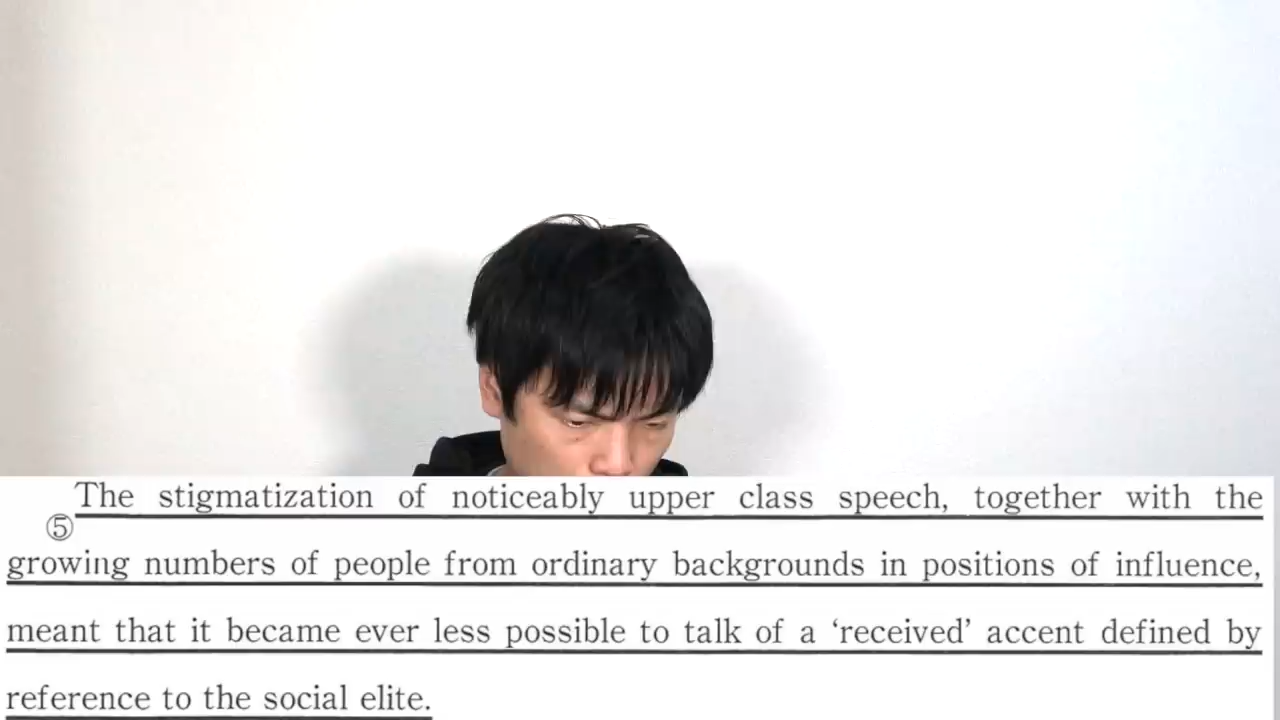 The stigmatization of noticeably upper class speech, together with the
⑤
growing numbers of people from ordinary backgrounds in positions of influence,
meant that it became ever less possible to talk of a ‘received’ accent defined by
reference to the social elite.